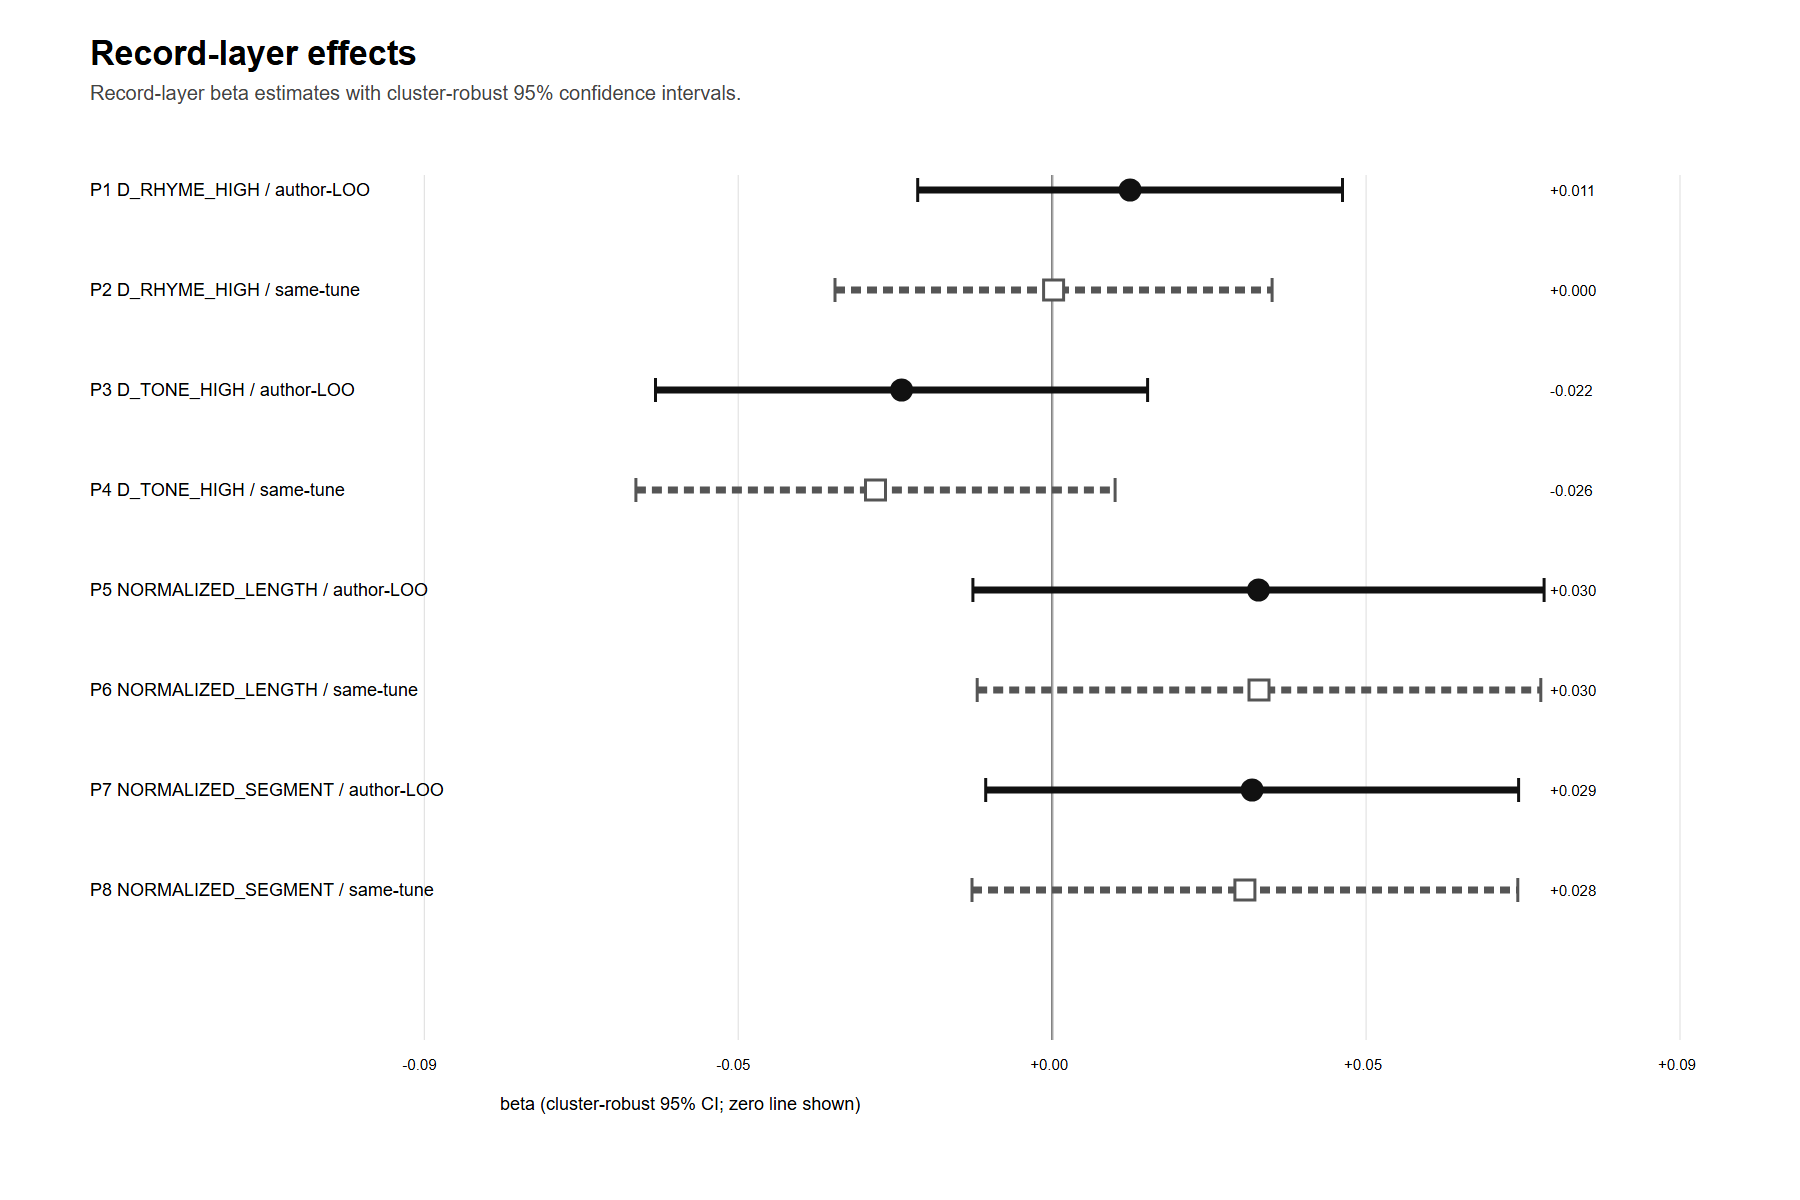 Record-layer effects
Record-layer beta estimates with cluster-robust 95% confidence intervals.
P1 D_RHYME_HIGH / author-LOO +0.011
P2 D_RHYME_HIGH / same-tune +0.000
P3 D_TONE_HIGH / author-LOO -0.022
P4 D_TONE_HIGH / same-tune -0.026
P5 NORMALIZED_LENGTH / author-LOO +0.030
P6 NORMALIZED_LENGTH / same-tune +0.030
P7 NORMALIZED_SEGMENT / author-LOO +0.029
P8 NORMALIZED_SEGMENT / same-tune +0.028
-0.09 -0.05 +0.00 +0.05 +0.09
beta (cluster-robust 95% CI; zero line shown)